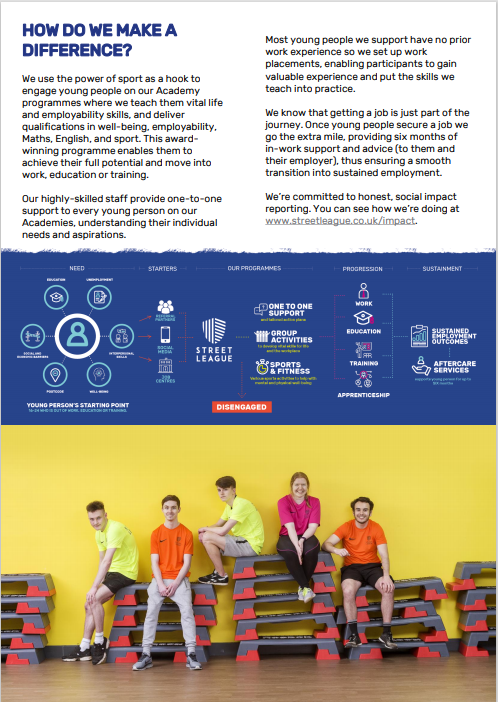 HOW DO WE MAKE A
DIFFERENCE?
We use the power of sport as a hook to
engage young people on our Academy
programmes where we teach them vital life
and employability skills, and deliver
qualifications in well-being, employability,
Maths, English, and sport. This award-
winning programme enables them to
achieve their full potential and move into
work, education or training.
Our highly-skilled staff provide one-to-one
support to every young person on our
Academies, understanding their individual
needs and aspirations.
Most young people we support have no prior
work experience so we set up work
placements, enabling participants to gain
valuable experience and put the skills we
teach into practice.
We know that getting a job is just part of the
journey. Once young people secure a job we
go the extra mile, providing six months of
in-work support and advice (to them and
their employer), thus ensuring a smooth
transition into sustained employment.
We're committed to honest, social impact
reporting. You can see how we're doing at
www.streetleague.co.uk/impact.
NEED
STARTERS
OUR PROGRAMMES
PROGRESSION
SUSTAINMENT
EDUCATION
UNEMPLOYMENT
INTERPERSONAL
SKILLS
POSTCODE
WELL-BEING
YOUNG PERSON'S STARTING POINT
16-24 WHO IS OUT OF WORK, EDUCATION OR TRAINING
REFERRAL
PARTNERS
SOCIAL
MEDIA
JOB
CENTRES
STREET
LEAGUE
ONE TO ONE
SUPPORT
GROUP
ACTIVITIES
SPORTS
& FITNESS
DISENGAGED
WORK
EDUCATION
TRAINING
APPRENTICESHIP
SUSTAINED
EMPLOYMENT
OUTCOMES
AFTERCARE
SERVICES